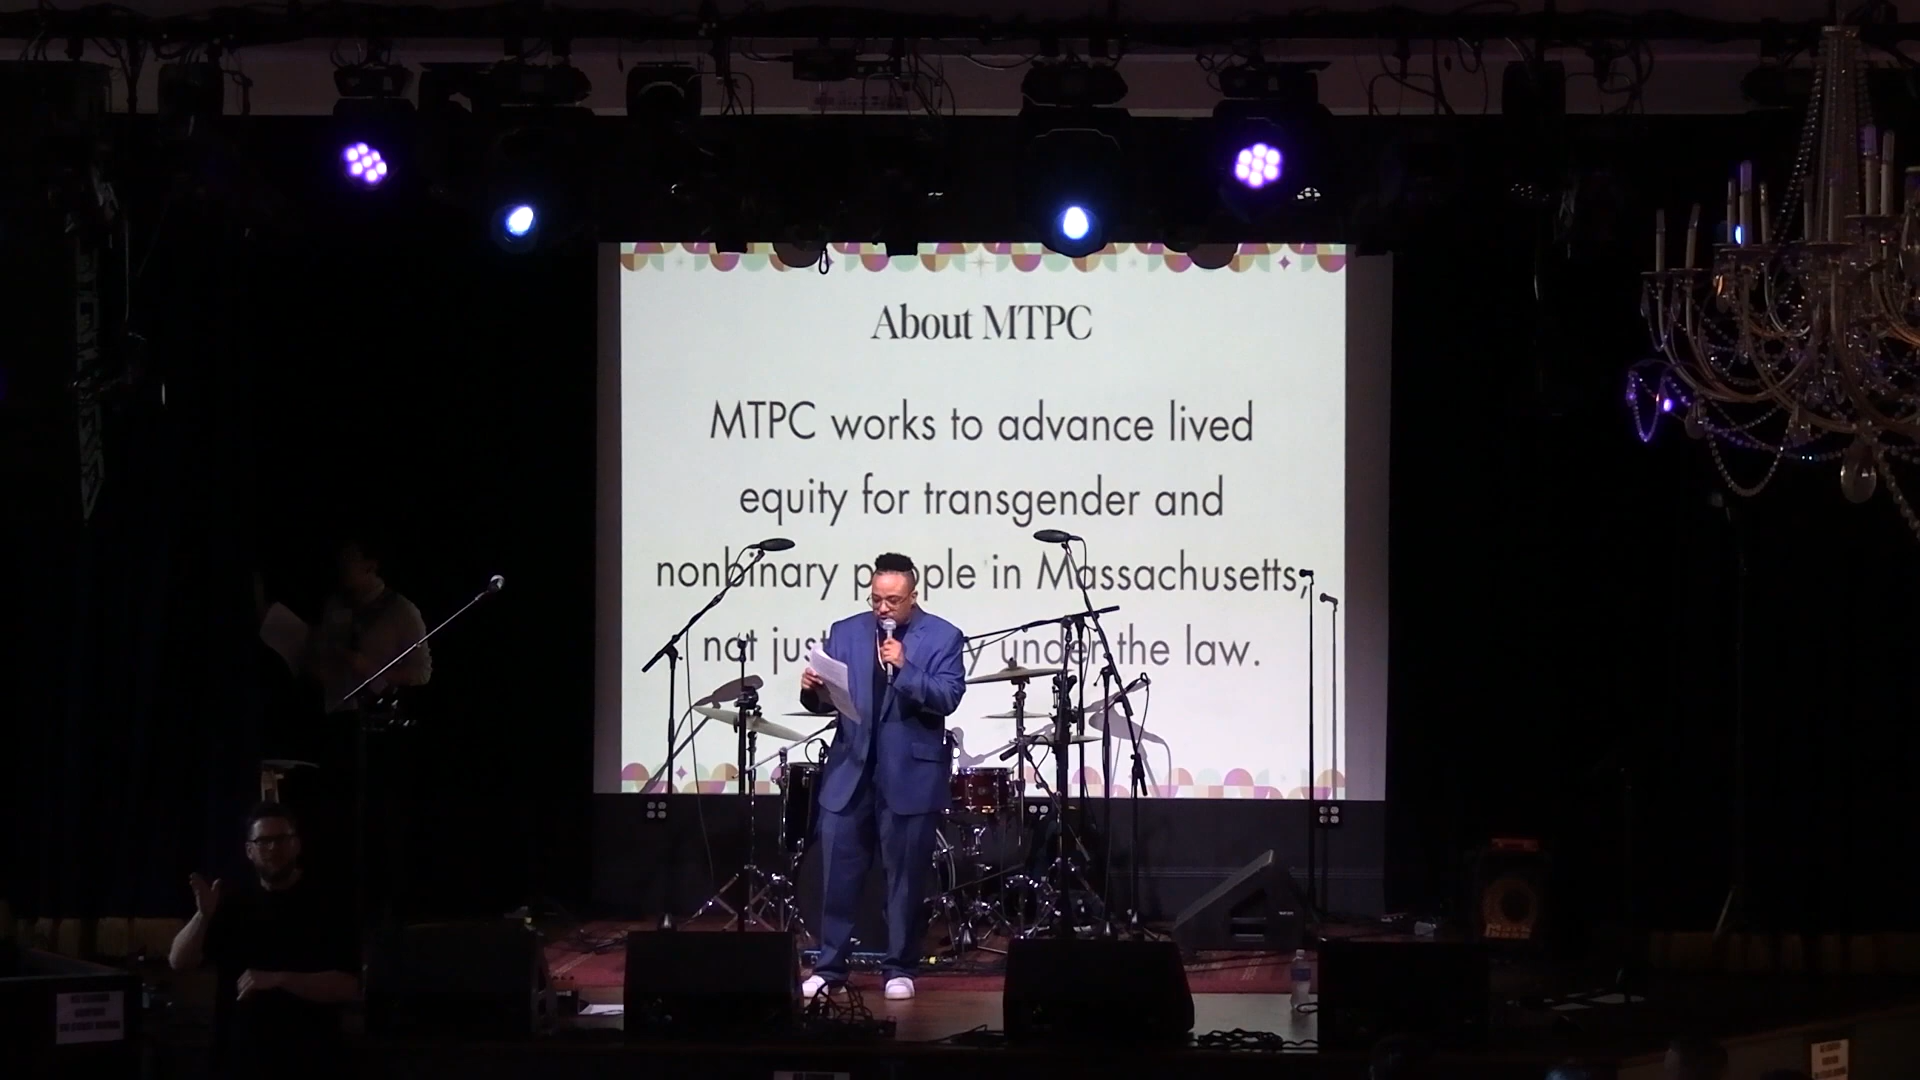 About MTPC
MTPC works to advance lived
equity for transgender and
nonbinary people in Massachusetts,
not just under the law.